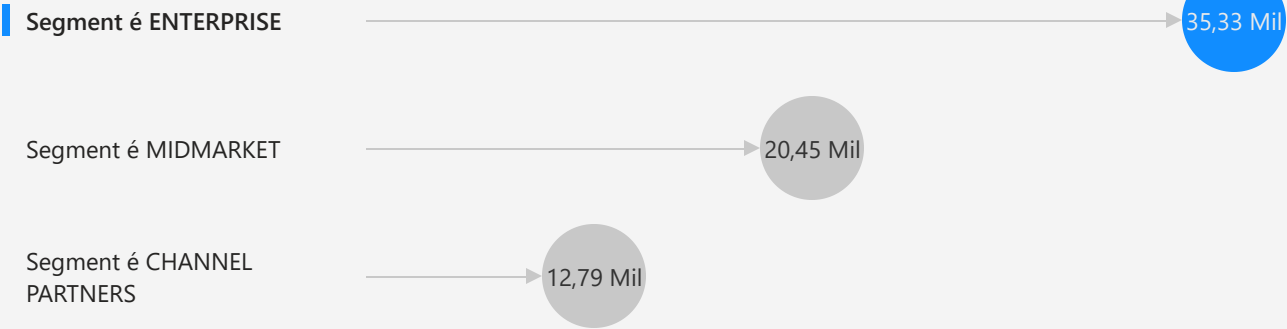 Segment é ENTERPRISE
35,33 Mil
Segment é MIDMARKET
20,45 Mil
Segment é CHANNEL
PARTNERS
12,79 Mil